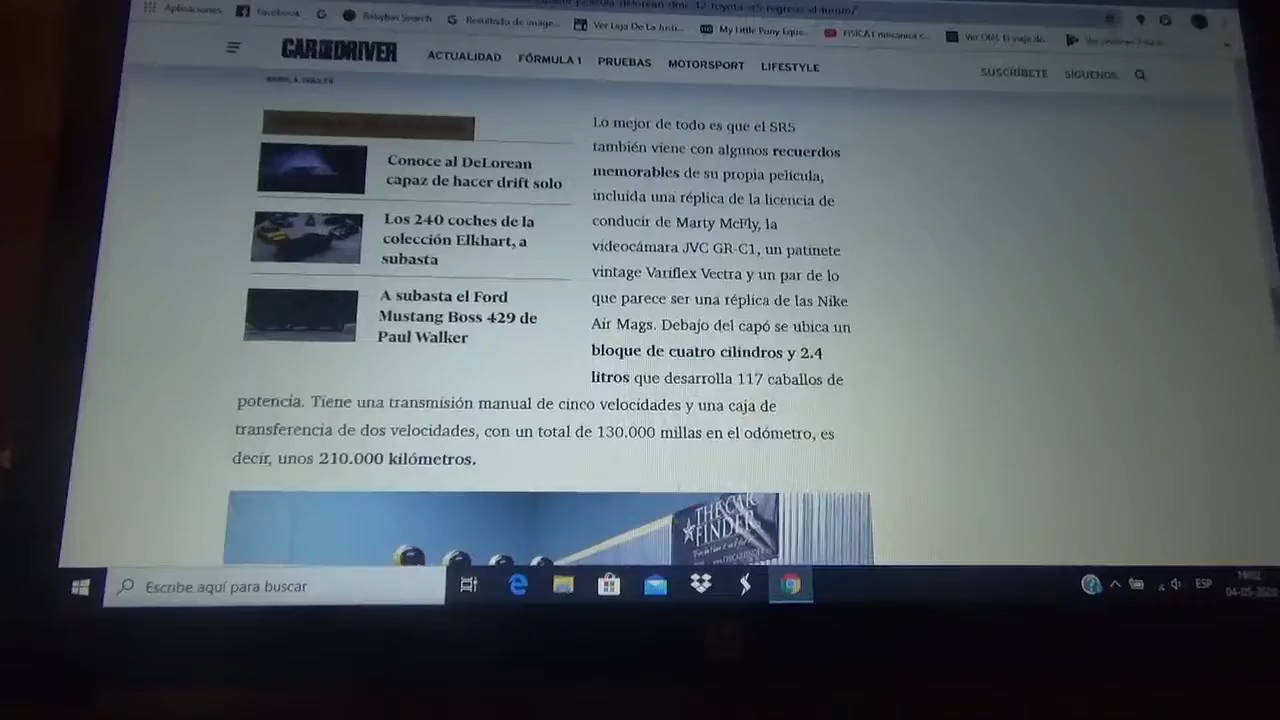 Aplicaciones Facebook Babylon Search Resultado de image... Ver Liga De La Justi... My Little Pony Eque...
CAR AND DRIVER
ACTUALIDAD FÓRMULA 1 PRUEBAS MOTORSPORT LIFESTYLE
SUSCRÍBETE SÍGUENOS
Conoce al DeLorean
capaz de hacer drift solo
Los 240 coches de la
colección Elkhart, a
subasta
A subasta el Ford
Mustang Boss 429 de
Paul Walker
Lo mejor de todo es que el SR5
también viene con algunos recuerdos
memorables de su propia película,
incluida una réplica de la licencia de
conducir de Marty McFly, la
videocámara JVC GR-C1, un patinete
vintage Variflex Vectra y un par de lo
que parece ser una réplica de las Nike
Air Mags. Debajo del capó se ubica un
bloque de cuatro cilindros y 2.4
litros que desarrolla 117 caballos de
potencia. Tiene una transmisión manual de cinco velocidades y una caja de
transferencia de dos velocidades, con un total de 130.000 millas en el odómetro, es
decir, unos 210.000 kilómetros.
THE CAR
FINDER
Escribe aquí para buscar
ESP